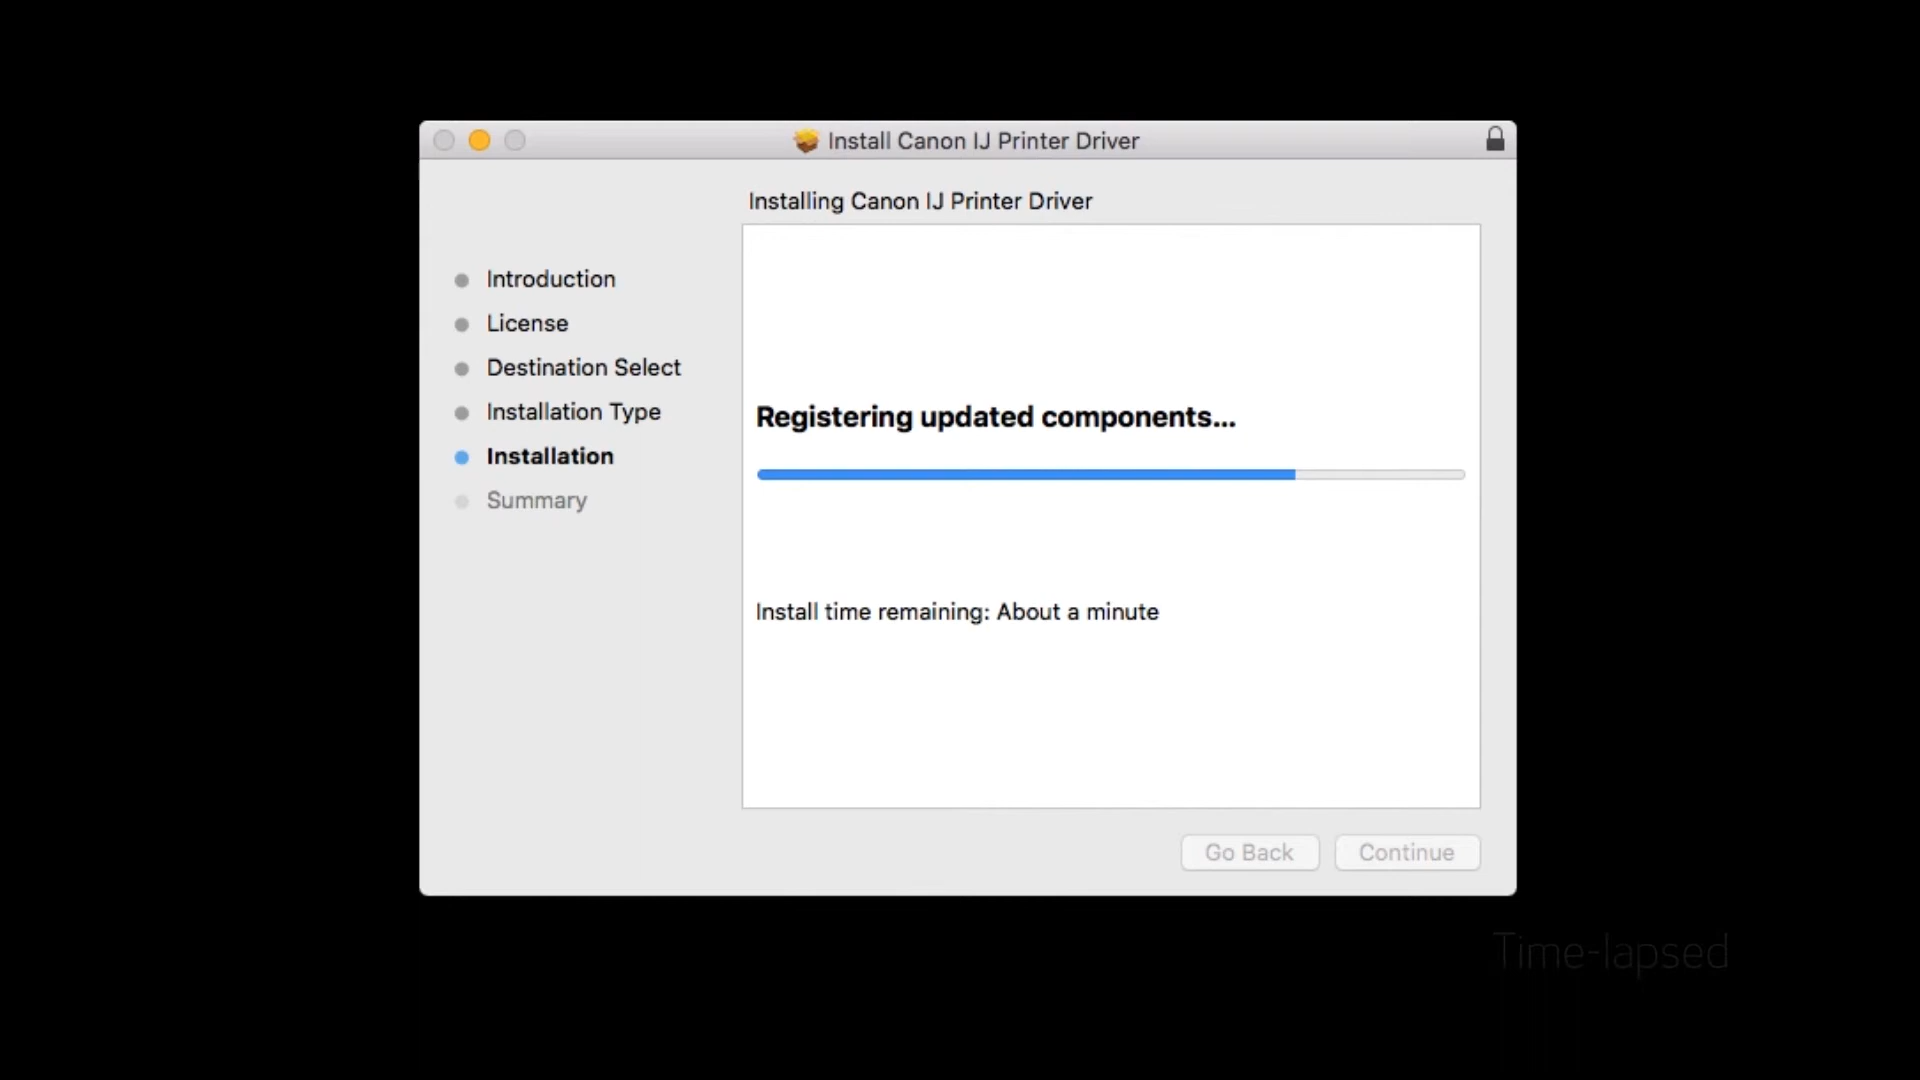 Install Canon IJ Printer Driver
Installing Canon IJ Printer Driver
Introduction
License
Destination Select
Installation Type
Installation
Summary
Registering updated components...
Install time remaining: About a minute
Go Back
Continue
Time-lapsed